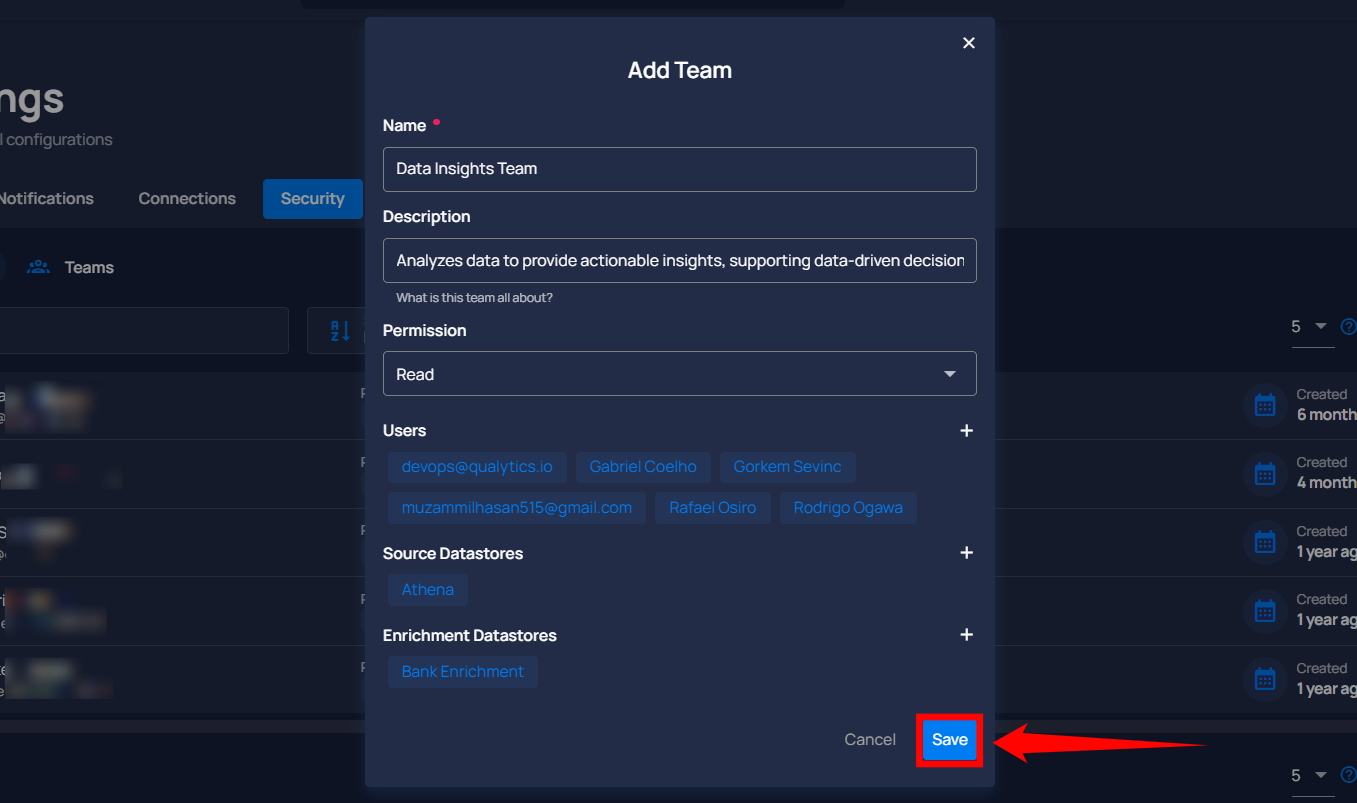 Add Team
ngs
l configurations
Notifications Connections Security
Teams
Name
Data Insights Team
Description
Analyzes data to provide actionable insights, supporting data-driven decision
What is this team all about?
Permission
Read
Users
devops@qualytics.io Gabriel Coelho Gorkem Sevinc
muzammilhasan515@gmail.com Rafael Osiro Rodrigo Ogawa
Source Datastores
Athena
Enrichment Datastores
Bank Enrichment
Cancel Save
5
Created
6 month
Created
4 month
Created
1 year ag
Created
1 year ag
Created
1 year ag
5